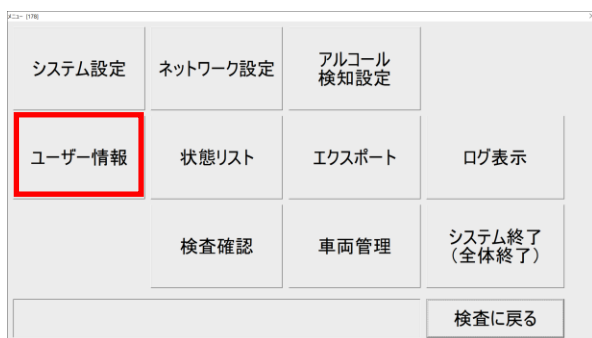 メニュー [178]
システム設定
ネットワーク設定
アルコール
検知設定
ユーザー情報
状態リスト
エクスポート
ログ表示
検査確認
車両管理
システム終了
(全体終了)
検査に戻る